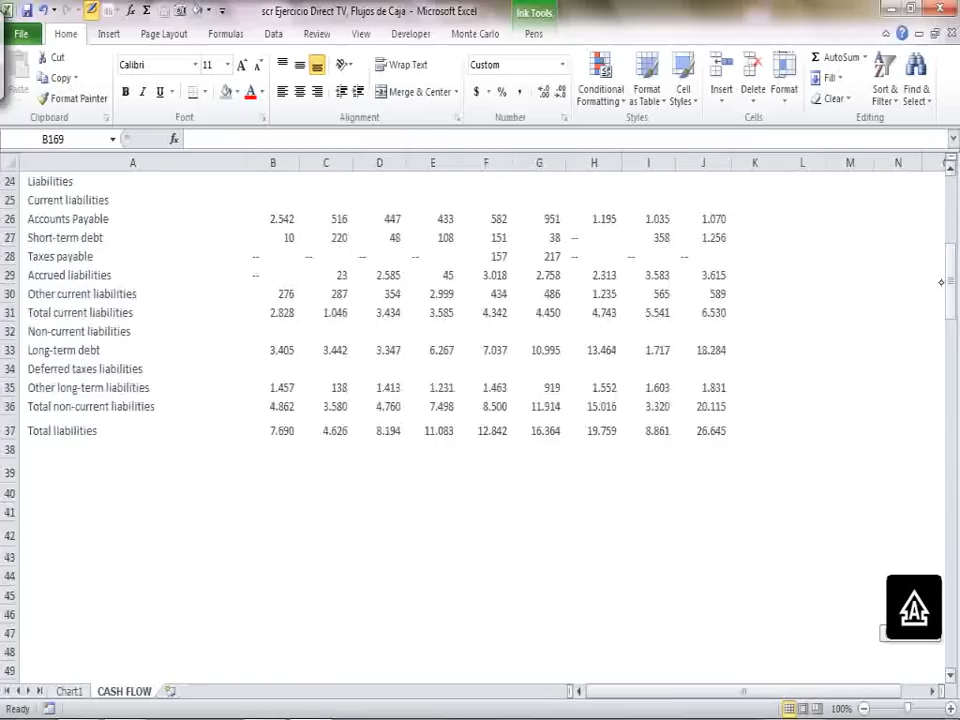 scr Ejercicio Direct TV, Flujos de Caja - Microsoft Excel
Ink Tools
File Home Insert Page Layout Formulas Data Review View Developer Monte Carlo Pens
Cut
Copy
Format Painter
Paste
Clipboard
Calibri 11
B I U
Font
Wrap Text
Merge & Center
Alignment
Custom
$ % ,
Number
Conditional Formatting
Format as Table
Cell Styles
Styles
Insert Delete Format
Cells
AutoSum
Fill
Clear
Sort & Filter
Find & Select
Editing
B169 fx
A B C D E F G H I J K L M N
24 Liabilities
25 Current liabilities
26 Accounts Payable 2.542 516 447 433 582 951 1.195 1.035 1.070
27 Short-term debt 10 220 48 108 151 38 -- 358 1.256
28 Taxes payable -- -- -- -- 157 217 -- -- --
29 Accrued liabilities -- 23 2.585 45 3.018 2.758 2.313 3.583 3.615
30 Other current liabilities 276 287 354 2.999 434 486 1.235 565 589
31 Total current liabilities 2.828 1.046 3.434 3.585 4.342 4.450 4.743 5.541 6.530
32 Non-current liabilities
33 Long-term debt 3.405 3.442 3.347 6.267 7.037 10.995 13.464 1.717 18.284
34 Deferred taxes liabilities
35 Other long-term liabilities 1.457 138 1.413 1.231 1.463 919 1.552 1.603 1.831
36 Total non-current liabilities 4.862 3.580 4.760 7.498 8.500 11.914 15.016 3.320 20.115
37 Total liabilities 7.690 4.626 8.194 11.083 12.842 16.364 19.759 8.861 26.645
38
39
40
41
42
43
44
45
46
47
48
49
A
Chart1 CASH FLOW
Ready 100%